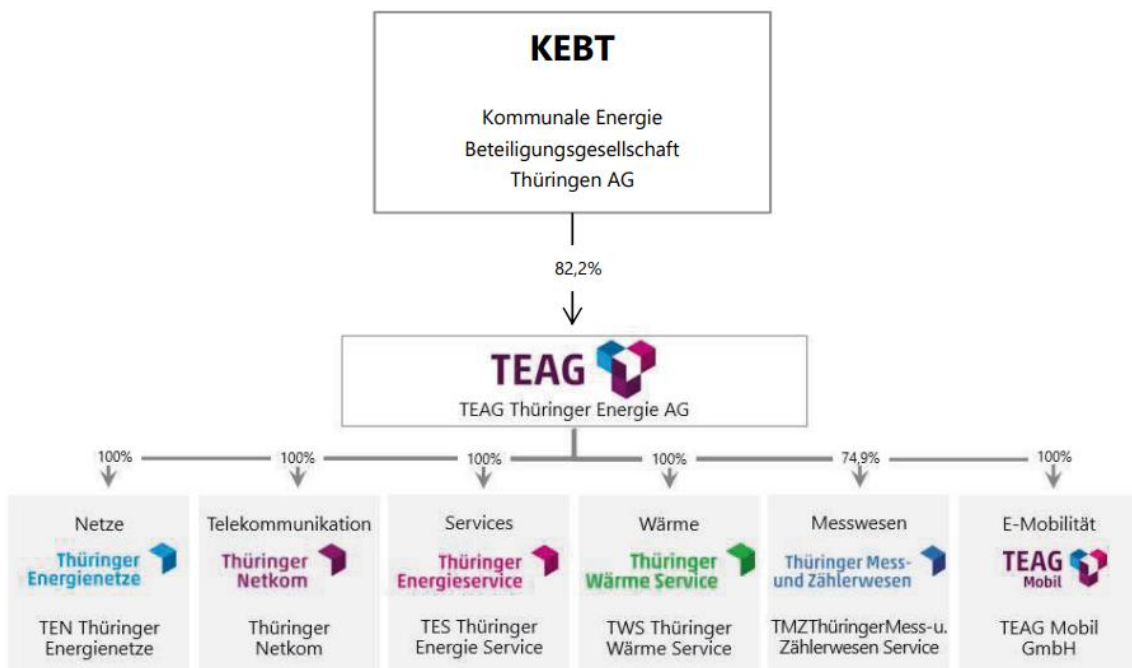 KEBT
Kommunale Energie
Beteiligungsgesellschaft
Thüringen AG
82,2%
TEAG
TEAG Thüringer Energie AG
100%
100%
100%
100%
74,9%
100%
Netze
Thüringer
Energienetze
TEN Thüringer
Energienetze
Telekommunikation
Thüringer
Netkom
Thüringer
Netkom
Services
Thüringer
Energieservice
TES Thüringer
Energie Service
Wärme
Thüringer
Wärme Service
TWS Thüringer
Wärme Service
Messwesen
Thüringer Mess-
und Zählerwesen
TMZThüringerMess-u.
Zählerwesen Service
E-Mobilität
TEAG
Mobil
TEAG Mobil
GmbH